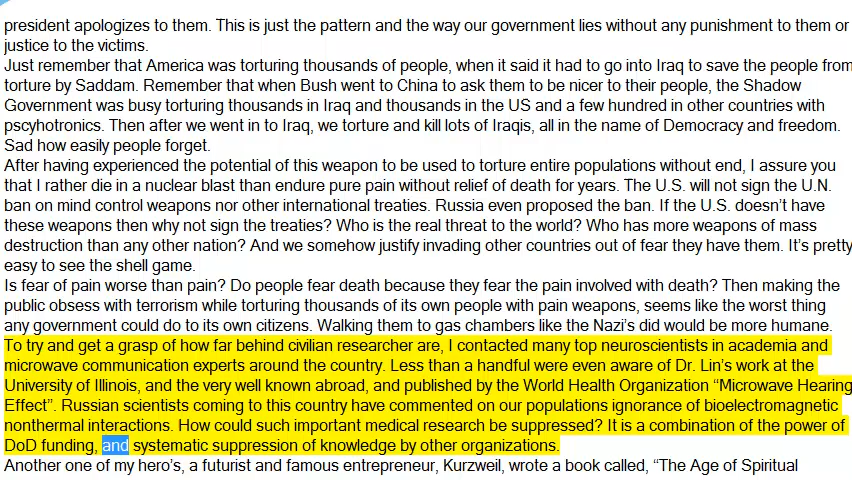 president apologizes to them. This is just the pattern and the way our government lies without any punishment to them or
justice to the victims.
Just remember that America was torturing thousands of people, when it said it had to go into Iraq to save the people from
torture by Saddam. Remember that when Bush went to China to ask them to be nicer to their people, the Shadow
Government was busy torturing thousands in Iraq and thousands in the US and a few hundred in other countries with
pscyhotronics. Then after we went in to Iraq, we torture and kill lots of Iraqis, all in the name of Democracy and freedom.
Sad how easily people forget.
After having experienced the potential of this weapon to be used to torture entire populations without end, I assure you
that I rather die in a nuclear blast than endure pure pain without relief of death for years. The U.S. will not sign the U.N.
ban on mind control weapons nor other international treaties. Russia even proposed the ban. If the U.S. doesn’t have
these weapons then why not sign the treaties? Who is the real threat to the world? Who has more weapons of mass
destruction than any other nation? And we somehow justify invading other countries out of fear they have them. It’s pretty
easy to see the shell game.
Is fear of pain worse than pain? Do people fear death because they fear the pain involved with death? Then making the
public obsess with terrorism while torturing thousands of its own people with pain weapons, seems like the worst thing
any government could do to its own citizens. Walking them to gas chambers like the Nazi’s did would be more humane.
To try and get a grasp of how far behind civilian researcher are, I contacted many top neuroscientists in academia and
microwave communication experts around the country. Less than a handful were even aware of Dr. Lin’s work at the
University of Illinois, and the very well known abroad, and published by the World Health Organization “Microwave Hearing
Effect”. Russian scientists coming to this country have commented on our populations ignorance of bioelectromagnetic
nonthermal interactions. How could such important medical research be suppressed? It is a combination of the power of
DoD funding, and systematic suppression of knowledge by other organizations.
Another one of my hero’s, a futurist and famous entrepreneur, Kurzweil, wrote a book called, “The Age of Spiritual